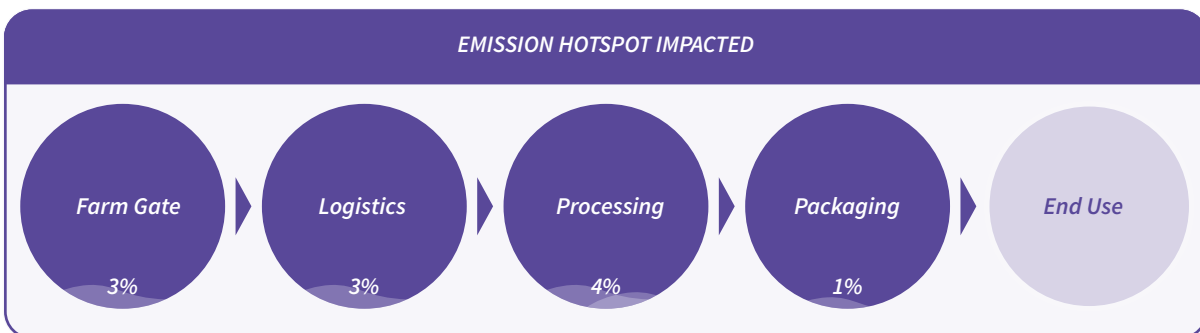 EMISSION HOTSPOT IMPACTED
Farm Gate
Logistics
Processing
Packaging
End Use
3%
3%
4%
1%